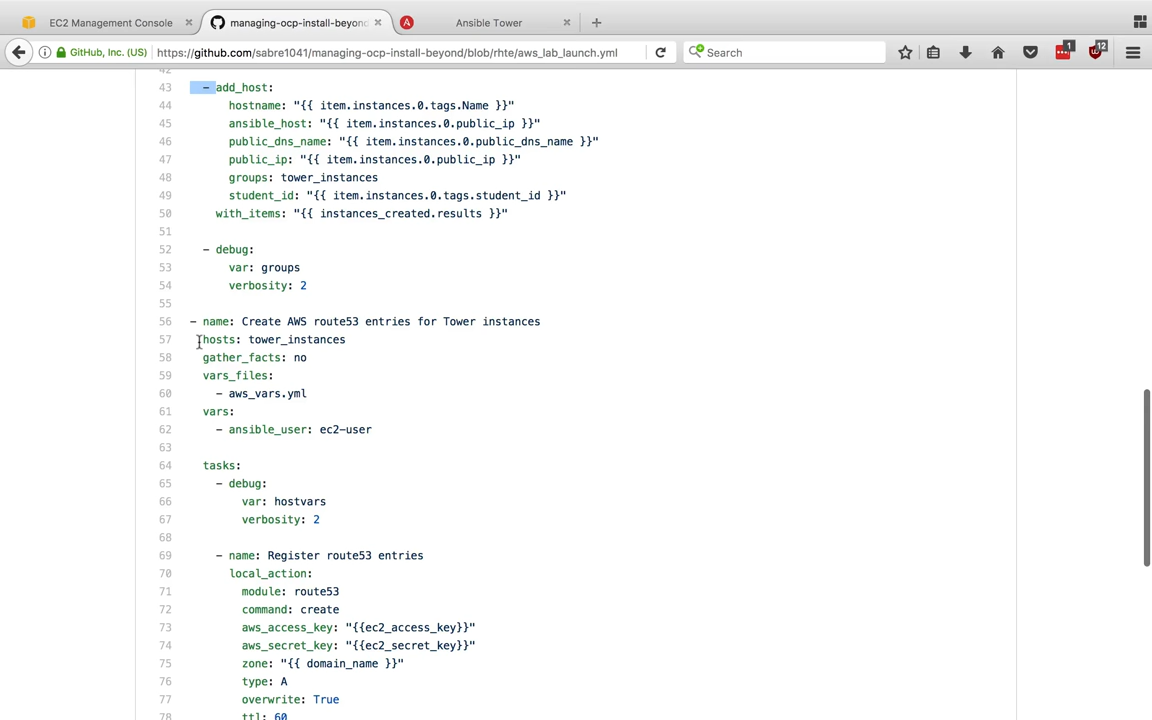 EC2 Management Console
managing-ocp-install-beyond
Ansible Tower
GitHub, Inc. (US)
https://github.com/sabre1041/managing-ocp-install-beyond/blob/rhte/aws_lab_launch.yml
Search
1
12
42
43 - add_host:
44 hostname: "{{ item.instances.0.tags.Name }}"
45 ansible_host: "{{ item.instances.0.public_ip }}"
46 public_dns_name: "{{ item.instances.0.public_dns_name }}"
47 public_ip: "{{ item.instances.0.public_ip }}"
48 groups: tower_instances
49 student_id: "{{ item.instances.0.tags.student_id }}"
50 with_items: "{{ instances_created.results }}"
51
52 - debug:
53 var: groups
54 verbosity: 2
55
56 - name: Create AWS route53 entries for Tower instances
57 hosts: tower_instances
58 gather_facts: no
59 vars_files:
60 - aws_vars.yml
61 vars:
62 - ansible_user: ec2-user
63
64 tasks:
65 - debug:
66 var: hostvars
67 verbosity: 2
68
69 - name: Register route53 entries
70 local_action:
71 module: route53
72 command: create
73 aws_access_key: "{{ec2_access_key}}"
74 aws_secret_key: "{{ec2_secret_key}}"
75 zone: "{{ domain_name }}"
76 type: A
77 overwrite: True
78 ttl: 60